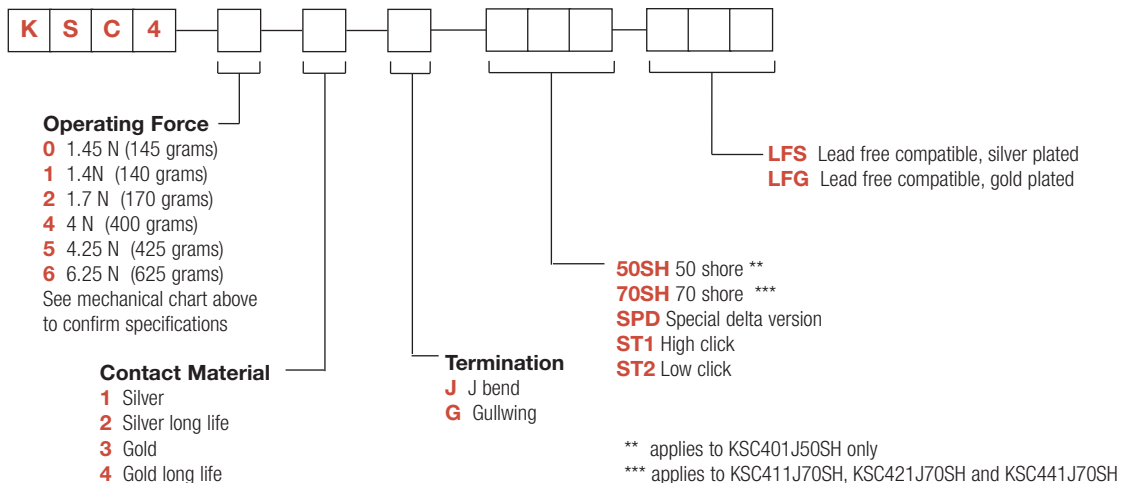 K S C 4
Operating Force
0 1.45 N (145 grams)
1 1.4N (140 grams)
2 1.7 N (170 grams)
4 4 N (400 grams)
5 4.25 N (425 grams)
6 6.25 N (625 grams)
See mechanical chart above
to confirm specifications
Contact Material
1 Silver
2 Silver long life
3 Gold
4 Gold long life
Termination
J J bend
G Gullwing
50SH 50 shore **
70SH 70 shore ***
SPD Special delta version
ST1 High click
ST2 Low click
LFS Lead free compatible, silver plated
LFG Lead free compatible, gold plated
** applies to KSC401J50SH only
*** applies to KSC411J70SH, KSC421J70SH and KSC441J70SH